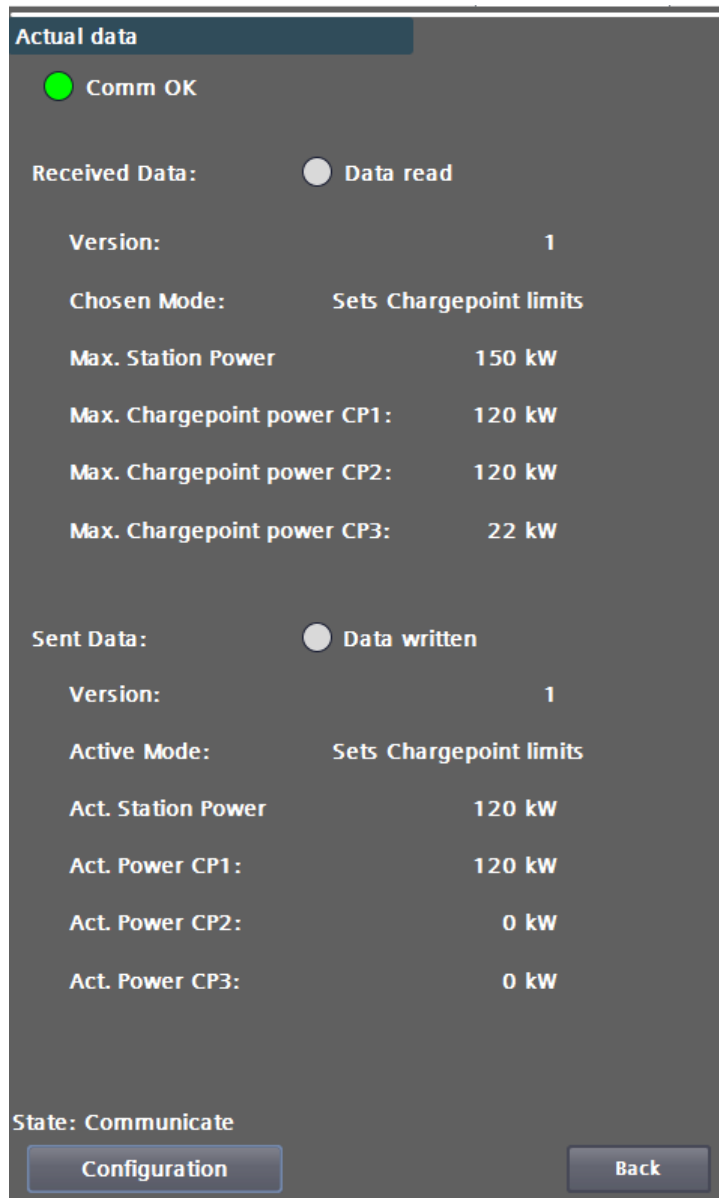 Actual data
Comm OK
Received Data: Data read
Version: 1
Chosen Mode: Sets Chargepoint limits
Max. Station Power 150 kW
Max. Chargepoint power CP1: 120 kW
Max. Chargepoint power CP2: 120 kW
Max. Chargepoint power CP3: 22 kW
Sent Data: Data written
Version: 1
Active Mode: Sets Chargepoint limits
Act. Station Power 120 kW
Act. Power CP1: 120 kW
Act. Power CP2: 0 kW
Act. Power CP3: 0 kW
State: Communicate
Configuration Back